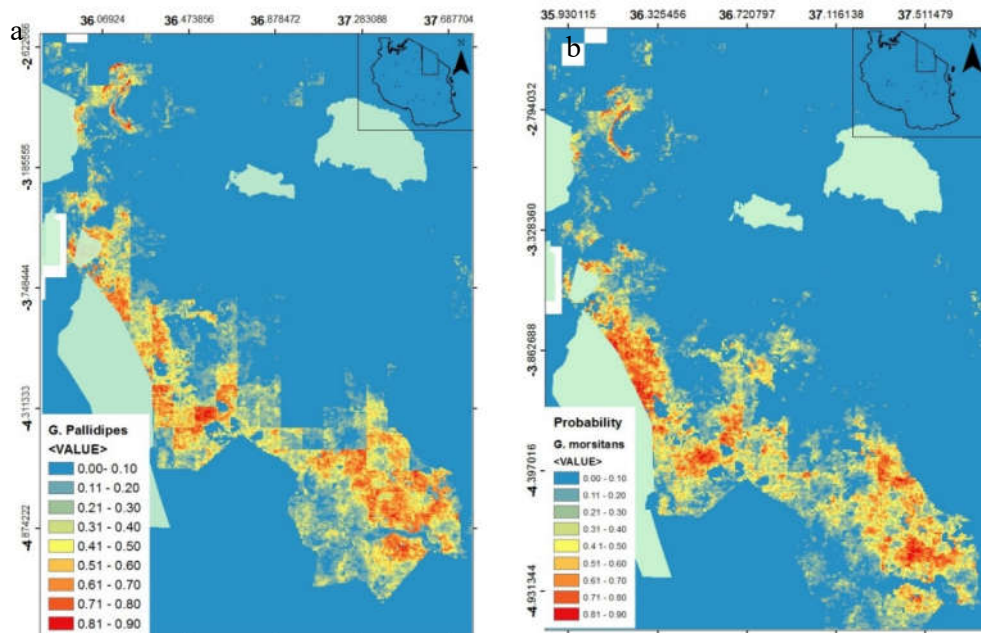 a
36.06924 36.473856 36.878472 37.283088 37.687704
-2.622666
-3.185555
-3.748444
-4.311333
-4.874222
N
G. Pallidipes
<VALUE>
0.00- 0.10
0.11 - 0.20
0.21 - 0.30
0.31 - 0.40
0.41 - 0.50
0.51 - 0.60
0.61 - 0.70
0.71 - 0.80
0.81 - 0.90
b
35.930115 36.325456 36.720797 37.116138 37.511479
-2.794032
-3.328360
-3.862688
-4.397016
-4.931344
N
Probability
G. morsitans
<VALUE>
0.00 - 0.10
0.11 - 0.20
0.21 - 0.30
0.31 - 0.40
0.41 - 0.50
0.51 - 0.60
0.61 - 0.70
0.71 - 0.80
0.81 - 0.90